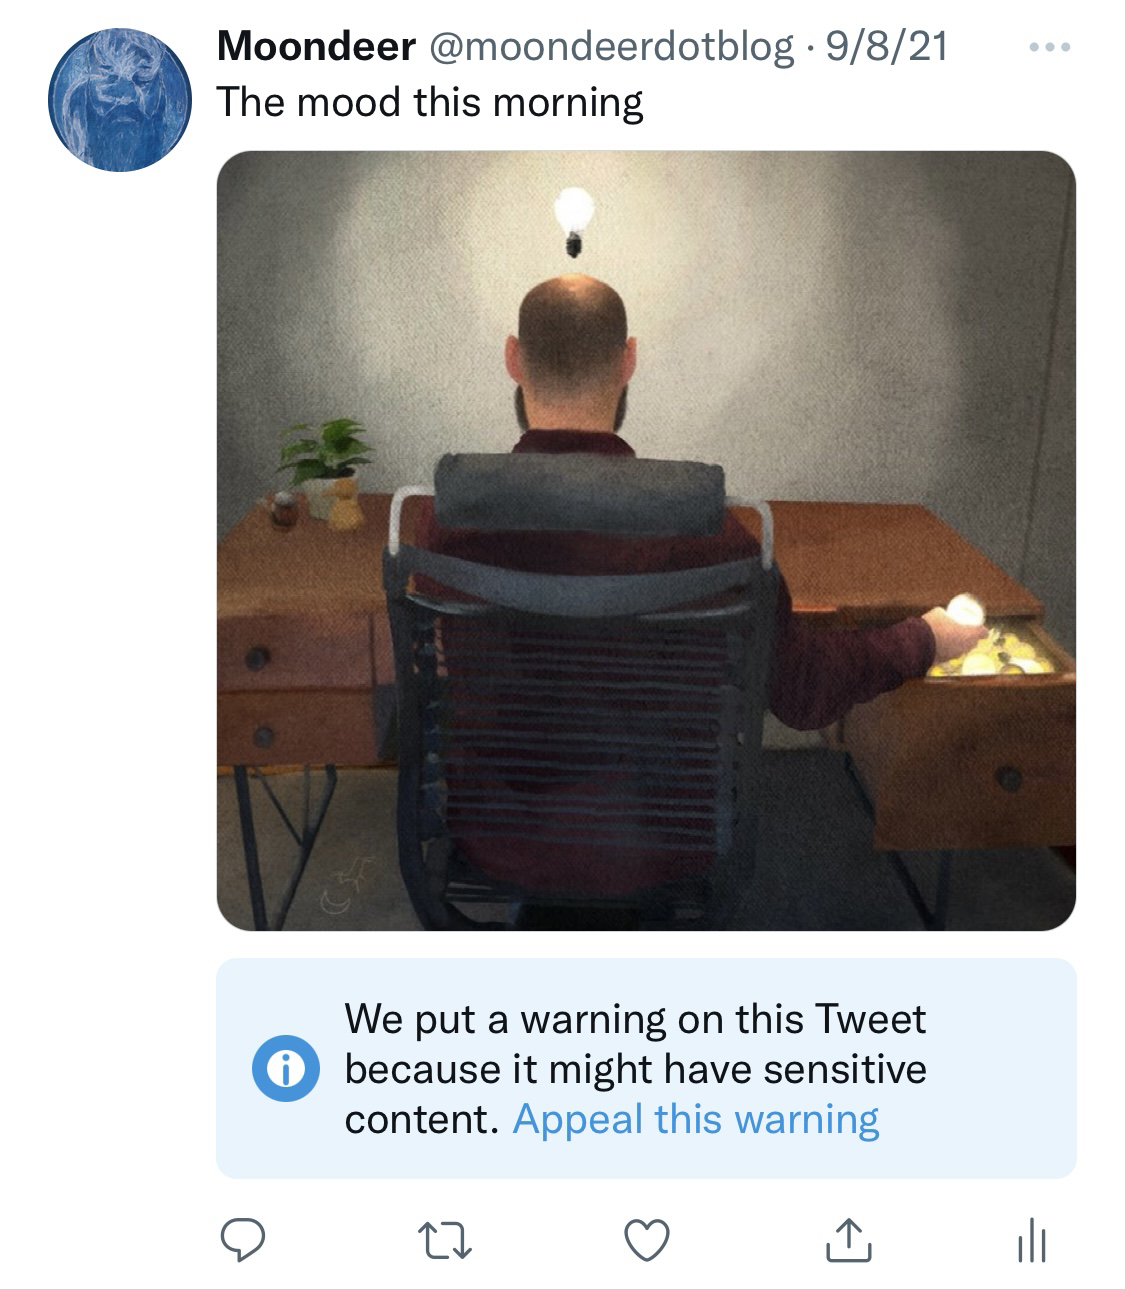 Moondeer @moondeerdotblog · 9/8/21
The mood this morning
We put a warning on this Tweet
because it might have sensitive
content. Appeal this warning